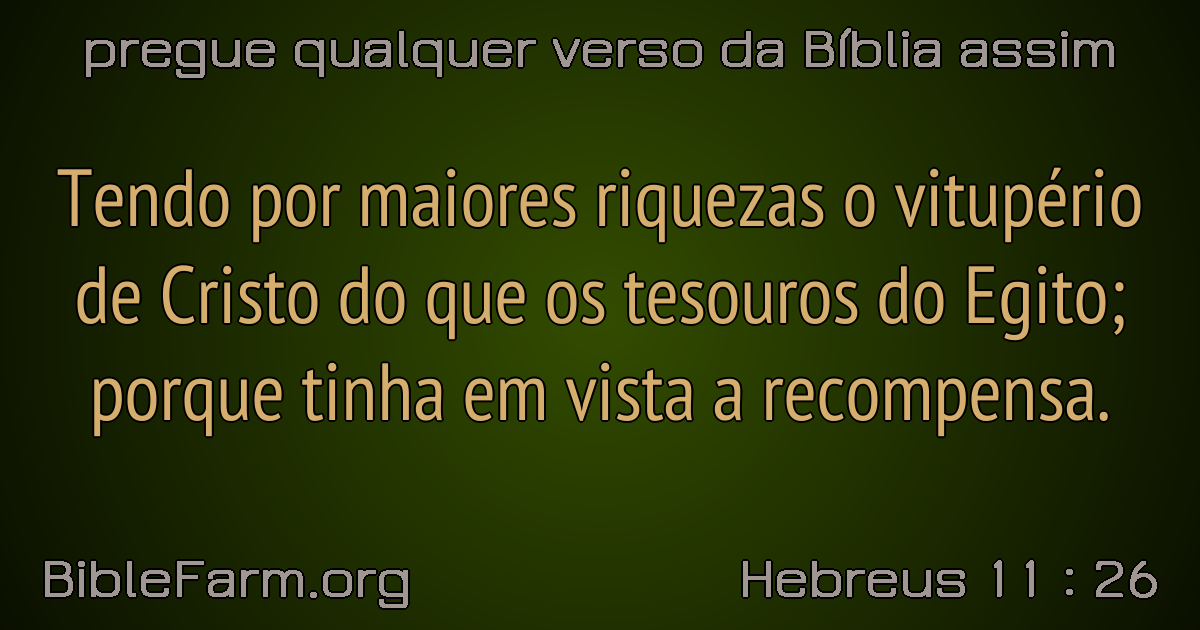 pregue qualquer verso da Bíblia assim
Tendo por maiores riquezas o vitupério
de Cristo do que os tesouros do Egito;
porque tinha em vista a recompensa.
BibleFarm.org
Hebreus 11 : 26